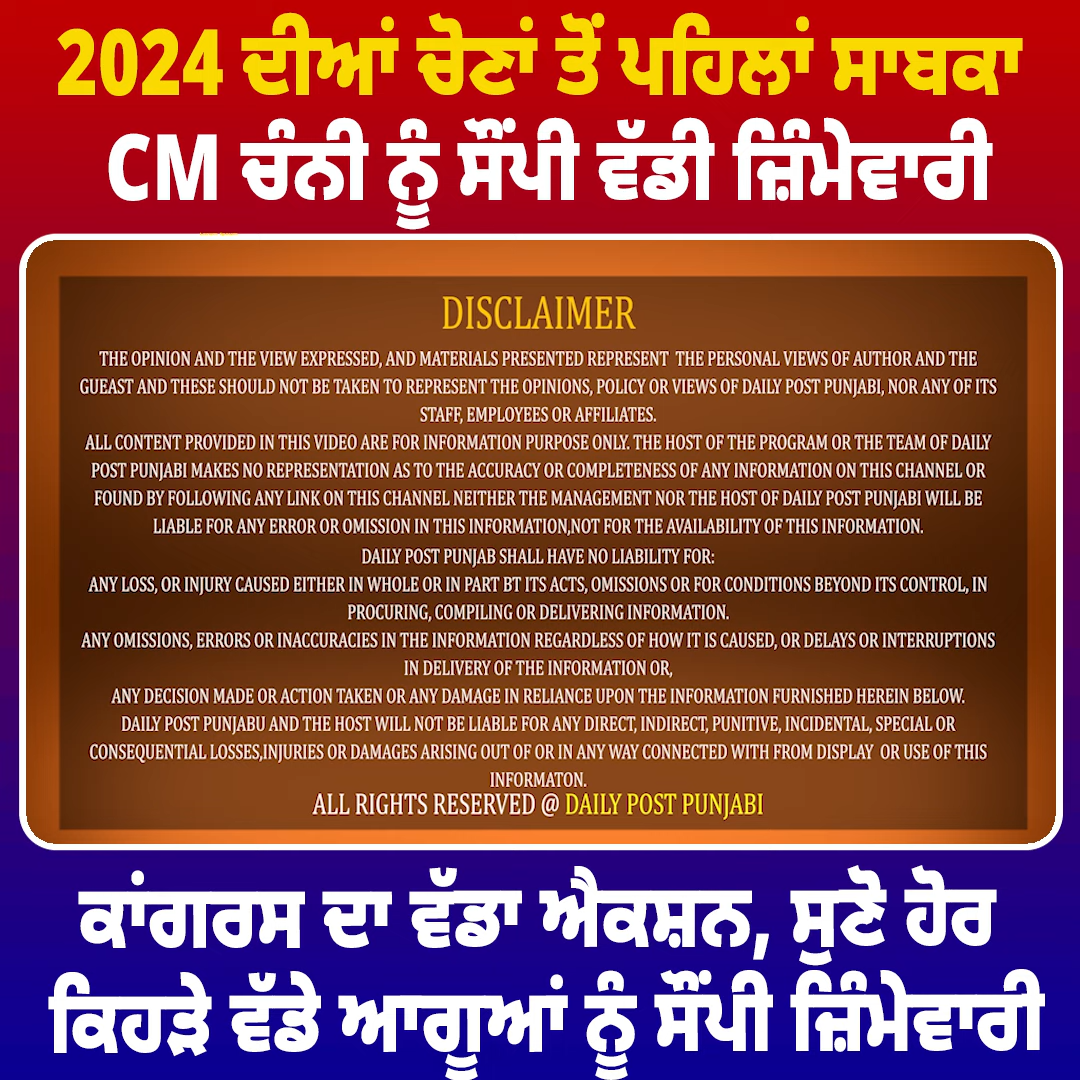 2024 ਦੀਆਂ ਚੋਣਾਂ ਤੋਂ ਪਹਿਲਾਂ ਸਾਬਕਾ
CM ਚੰਨੀ ਨੂੰ ਸੌਂਪੀ ਵੱਡੀ ਜ਼ਿੰਮੇਵਾਰੀ
DISCLAIMER
THE OPINION AND THE VIEW EXPRESSED, AND MATERIALS PRESENTED REPRESENT THE PERSONAL VIEWS OF AUTHOR AND THE
GUEAST AND THESE SHOULD NOT BE TAKEN TO REPRESENT THE OPINIONS, POLICY OR VIEWS OF DAILY POST PUNJABI, NOR ANY OF ITS
STAFF, EMPLOYEES OR AFFILIATES.
ALL CONTENT PROVIDED IN THIS VIDEO ARE FOR INFORMATION PURPOSE ONLY. THE HOST OF THE PROGRAM OR THE TEAM OF DAILY
POST PUNJABI MAKES NO REPRESENTATION AS TO THE ACCURACY OR COMPLETENESS OF ANY INFORMATION ON THIS CHANNEL OR
FOUND BY FOLLOWING ANY LINK ON THIS CHANNEL NEITHER THE MANAGEMENT NOR THE HOST OF DAILY POST PUNJABI WILL BE
LIABLE FOR ANY ERROR OR OMISSION IN THIS INFORMATION,NOT FOR THE AVAILABILITY OF THIS INFORMATION.
DAILY POST PUNJAB SHALL HAVE NO LIABILITY FOR:
ANY LOSS, OR INJURY CAUSED EITHER IN WHOLE OR IN PART BT ITS ACTS, OMISSIONS OR FOR CONDITIONS BEYOND ITS CONTROL, IN
PROCURING, COMPILING OR DELIVERING INFORMATION.
ANY OMISSIONS, ERRORS OR INACCURACIES IN THE INFORMATION REGARDLESS OF HOW IT IS CAUSED, OR DELAYS OR INTERRUPTIONS
IN DELIVERY OF THE INFORMATION OR,
ANY DECISION MADE OR ACTION TAKEN OR ANY DAMAGE IN RELIANCE UPON THE INFORMATION FURNISHED HEREIN BELOW.
DAILY POST PUNJABU AND THE HOST WILL NOT BE LIABLE FOR ANY DIRECT, INDIRECT, PUNITIVE, INCIDENTAL, SPECIAL OR
CONSEQUENTIAL LOSSES,INJURIES OR DAMAGES ARISING OUT OF OR IN ANY WAY CONNECTED WITH FROM DISPLAY OR USE OF THIS
INFORMATON.
ALL RIGHTS RESERVED @ DAILY POST PUNJABI
ਕਾਂਗਰਸ ਦਾ ਵੱਡਾ ਐਕਸ਼ਨ, ਸੁਣੋ ਹੋਰ
ਕਿਹੜੇ ਵੱਡੇ ਆਗੂਆਂ ਨੂੰ ਸੌਂਪੀ ਜ਼ਿੰਮੇਵਾਰੀ